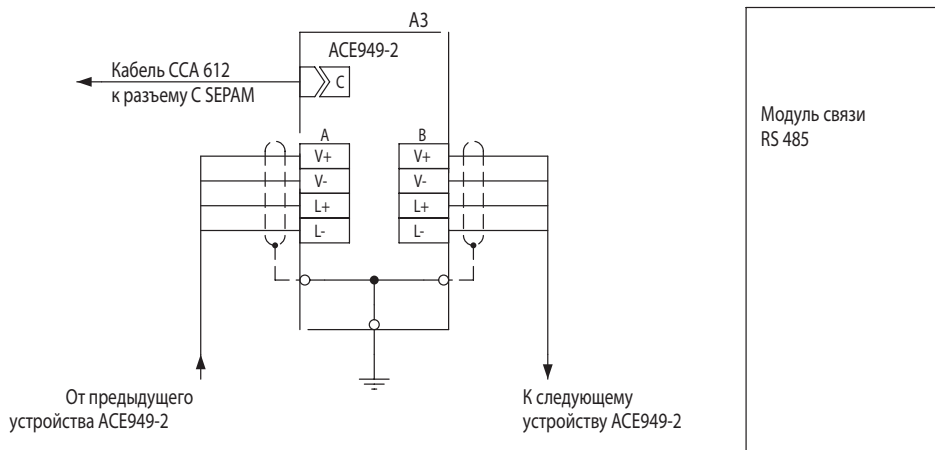 A3
ACE949-2
Кабель CCA 612
к разъему C SEPAM
C
A
B
V+
V+
V-
V-
L+
L+
L-
L-
От предыдущего
устройства ACE949-2
К следующему
устройству ACE949-2
Модуль связи
RS 485